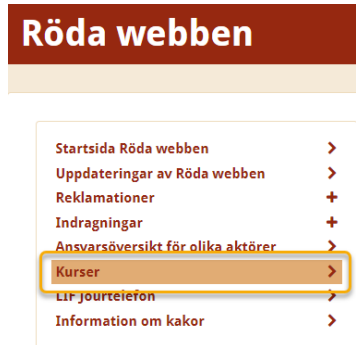 Röda webben
Startsida Röda webben
Uppdateringar av Röda webben
Reklamationer
Indragningar
Ansvarsöversikt för olika aktörer
Kurser
LIF Jourtelefon
Information om kakor